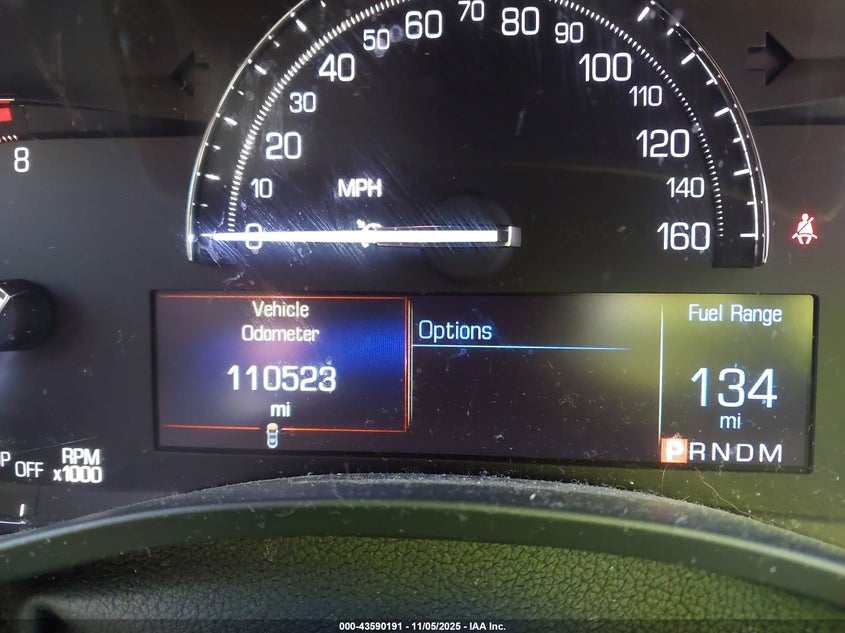 70
60
80
50
90
40
100
30
110
20
120
8
10
MPH
140
0
160
Vehicle
Odometer
Options
Fuel Range
110523
134
mi
mi
PRNDM
P
OFF
RPM
x1000
000-43590191 - 11/05/2025 - IAA Inc.